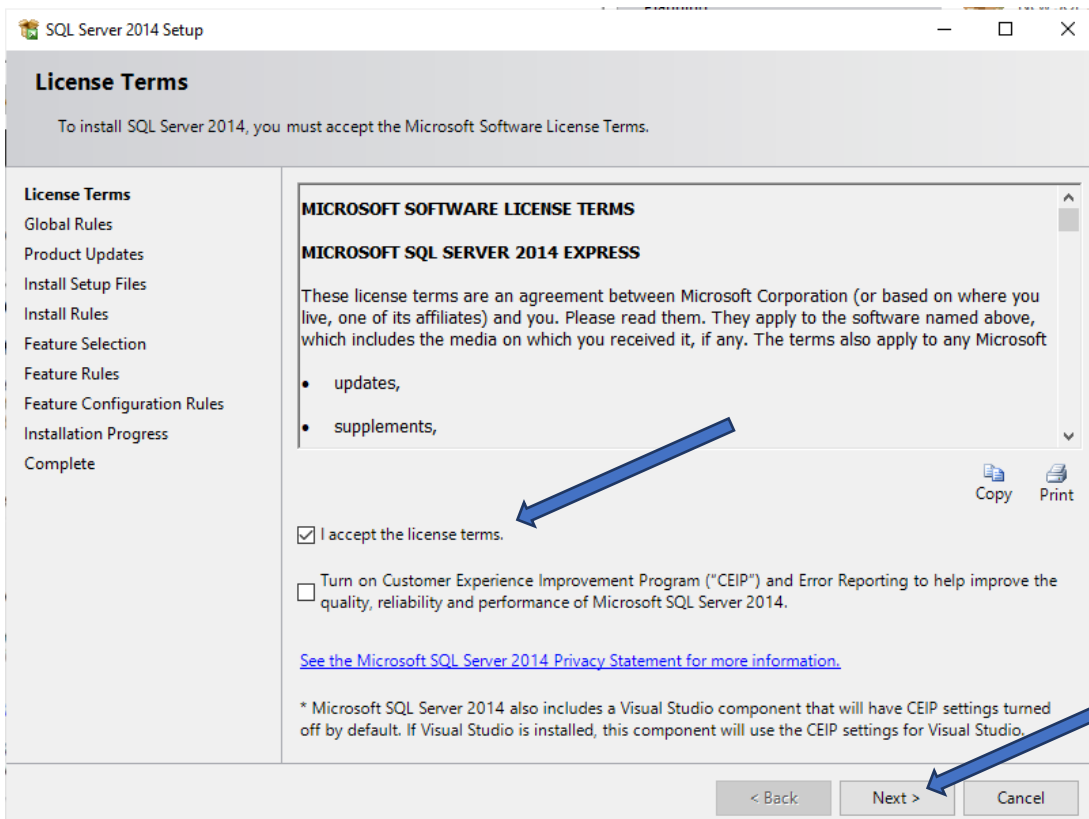 SQL Server 2014 Setup
License Terms
To install SQL Server 2014, you must accept the Microsoft Software License Terms.
License Terms
Global Rules
Product Updates
Install Setup Files
Install Rules
Feature Selection
Feature Rules
Feature Configuration Rules
Installation Progress
Complete
MICROSOFT SOFTWARE LICENSE TERMS
MICROSOFT SQL SERVER 2014 EXPRESS
These license terms are an agreement between Microsoft Corporation (or based on where you
live, one of its affiliates) and you. Please read them. They apply to the software named above,
which includes the media on which you received it, if any. The terms also apply to any Microsoft
• updates,
• supplements,
Copy Print
I accept the license terms.
Turn on Customer Experience Improvement Program ("CEIP") and Error Reporting to help improve the
quality, reliability and performance of Microsoft SQL Server 2014.
See the Microsoft SQL Server 2014 Privacy Statement for more information.
* Microsoft SQL Server 2014 also includes a Visual Studio component that will have CEIP settings turned
off by default. If Visual Studio is installed, this component will use the CEIP settings for Visual Studio.
< Back Next > Cancel